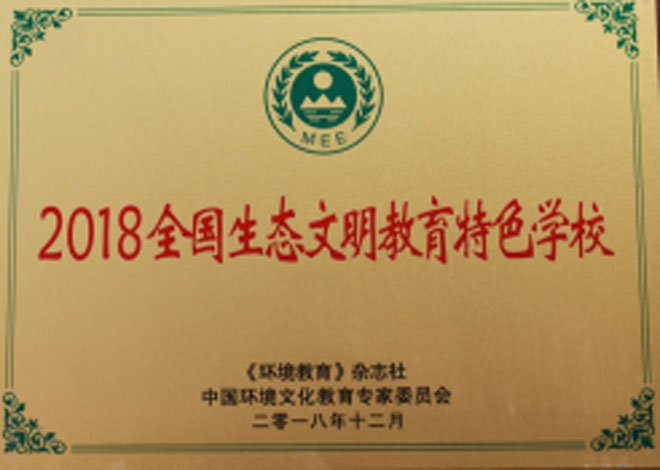 MEE
2018全国生态文明教育特色学校
《环境教育》杂志社
中国环境文化教育专家委员会
二零一八年十二月